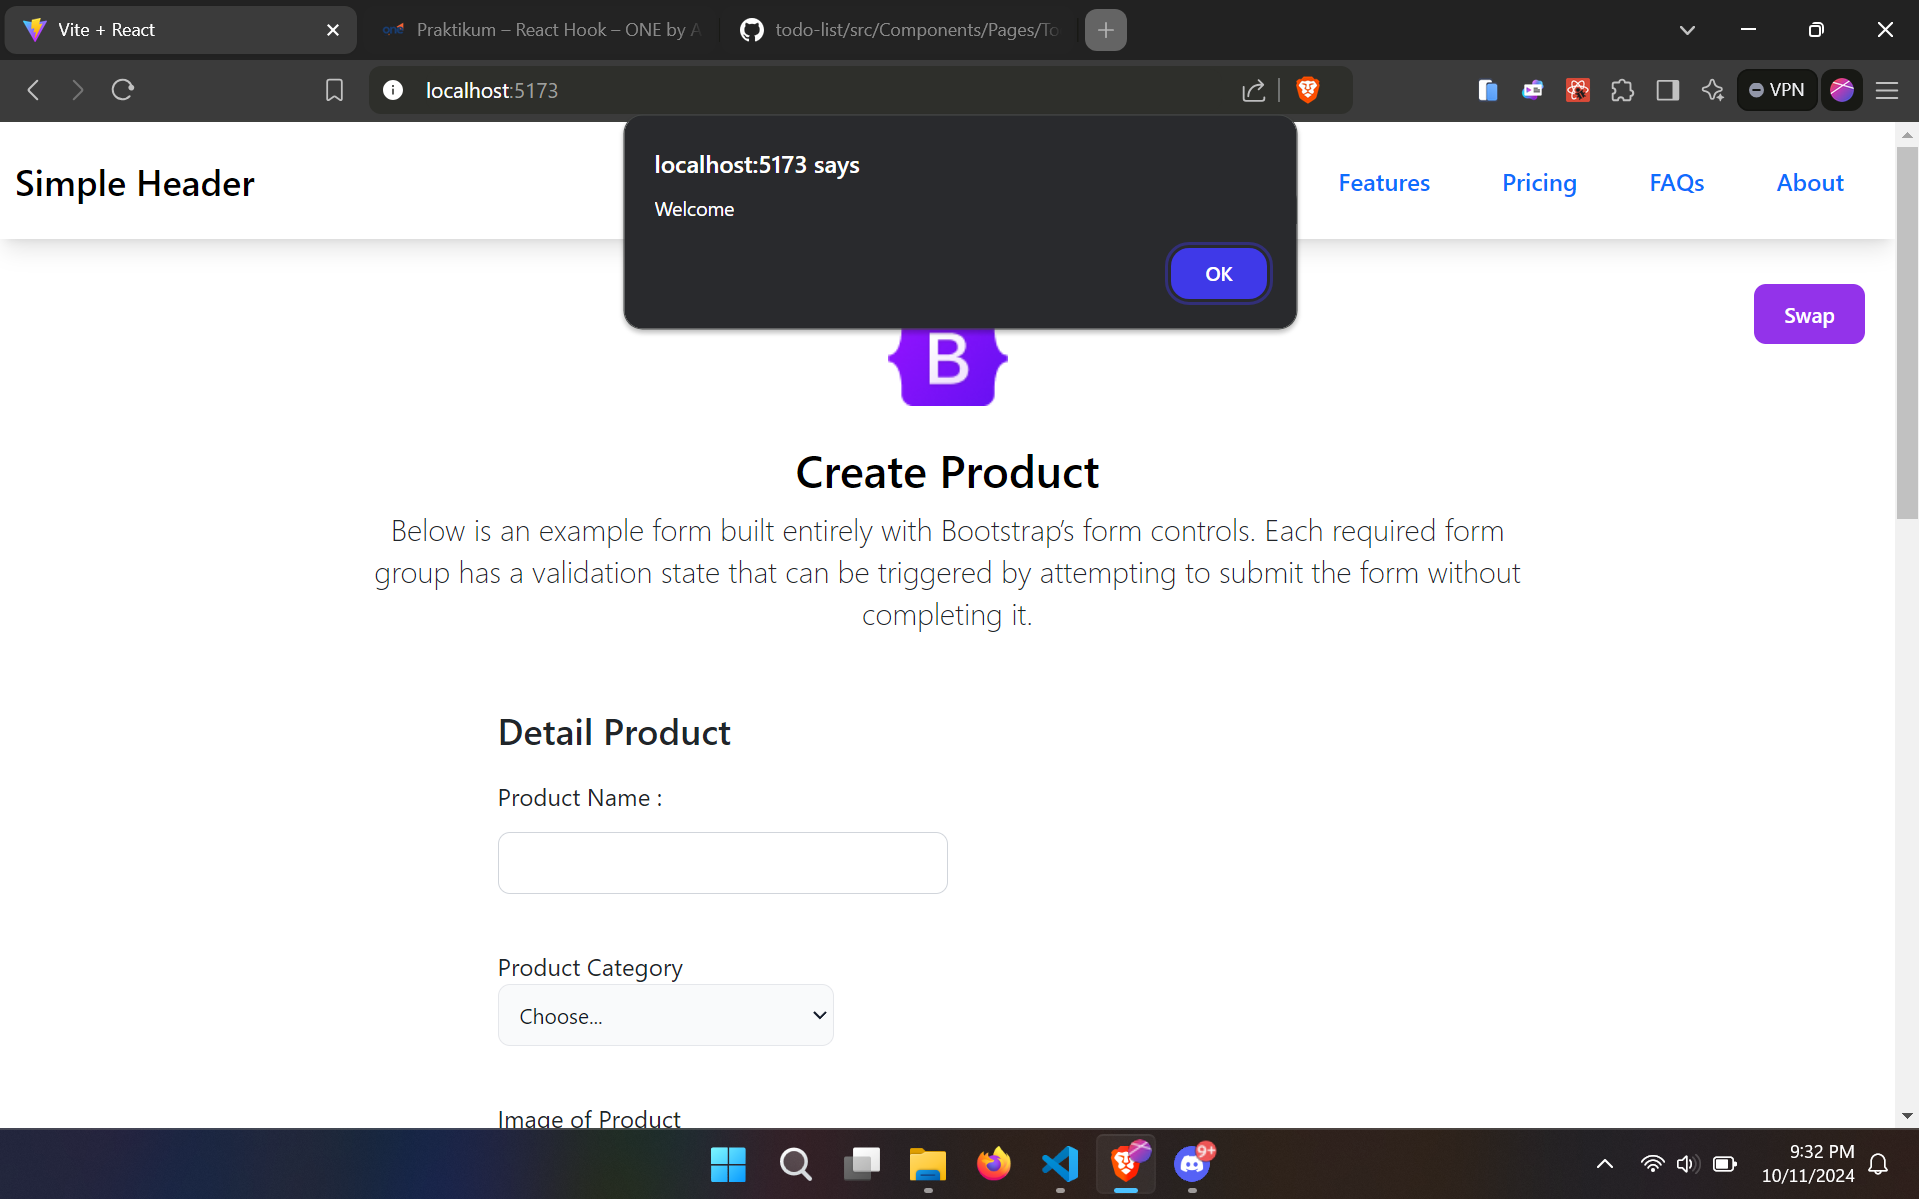 Vite + React
Praktikum – React Hook – ONE by A
todo-list/src/Components/Pages/To
localhost:5173
VPN
localhost:5173 says
Welcome
OK
Simple Header
Features
Pricing
FAQs
About
Swap
B
Create Product
Below is an example form built entirely with Bootstrap’s form controls. Each required form
group has a validation state that can be triggered by attempting to submit the form without
completing it.
Detail Product
Product Name :
Product Category
Choose...
Image of Product
9+
9:32 PM
10/11/2024